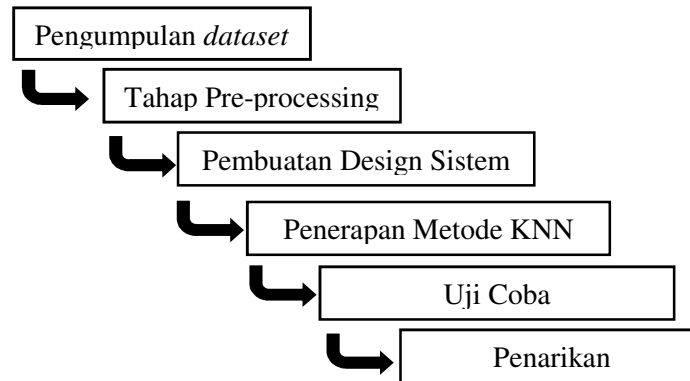 Pengumpulan dataset
Tahap Pre-processing
Pembuatan Design Sistem
Penerapan Metode KNN
Uji Coba
Penarikan